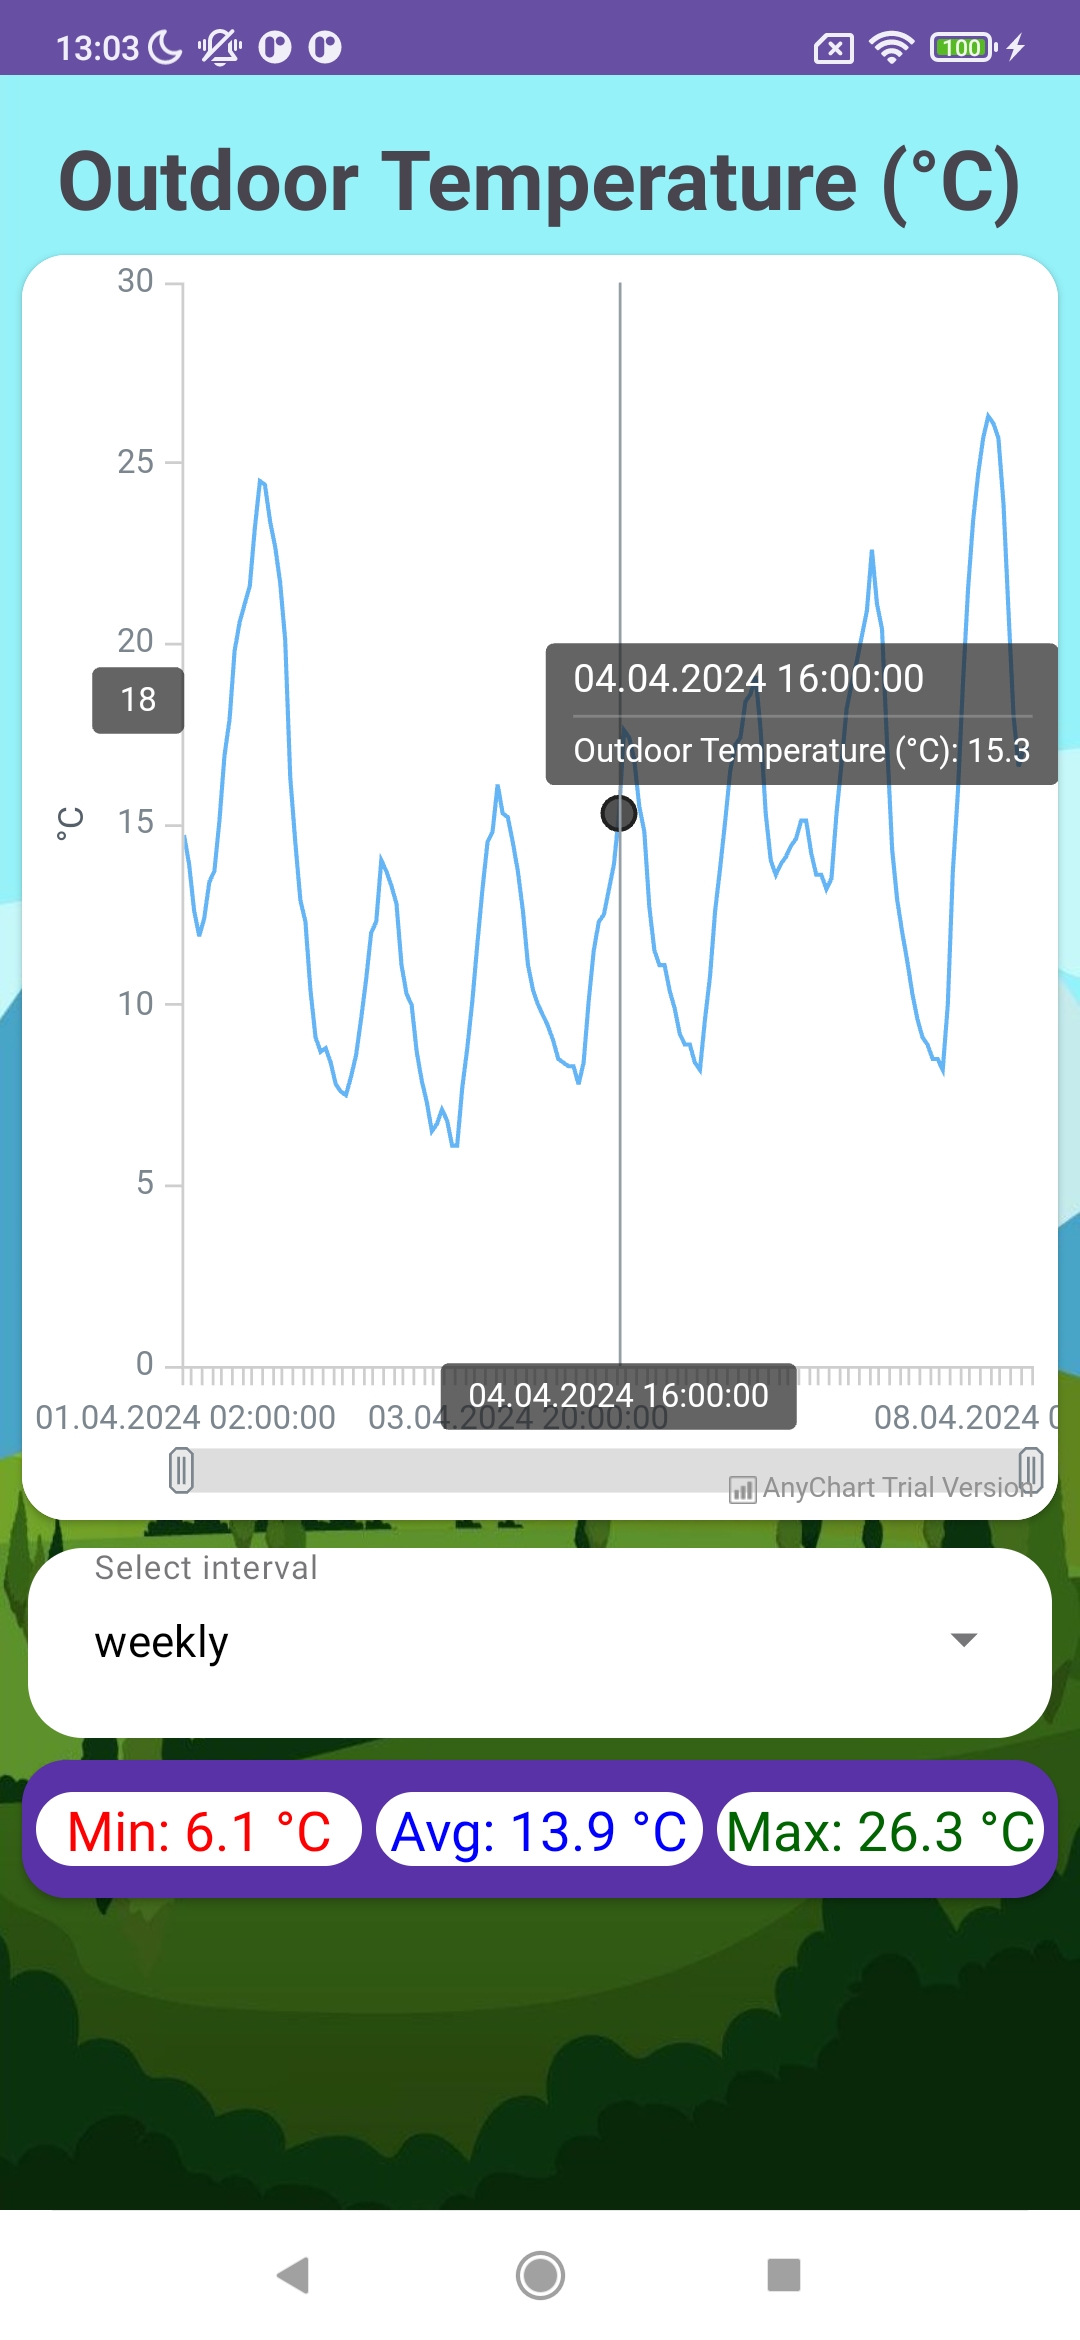 13:03
100
Outdoor Temperature (°C)
30
25
20
18
04.04.2024 16:00:00
Outdoor Temperature (°C): 15.3
°C
15
10
5
0
04.04.2024 16:00:00
01.04.2024 02:00:00
03.04.2024 20:00:00
08.04.2024 0
AnyChart Trial Version
Select interval
weekly
Min: 6.1 °C
Avg: 13.9 °C
Max: 26.3 °C